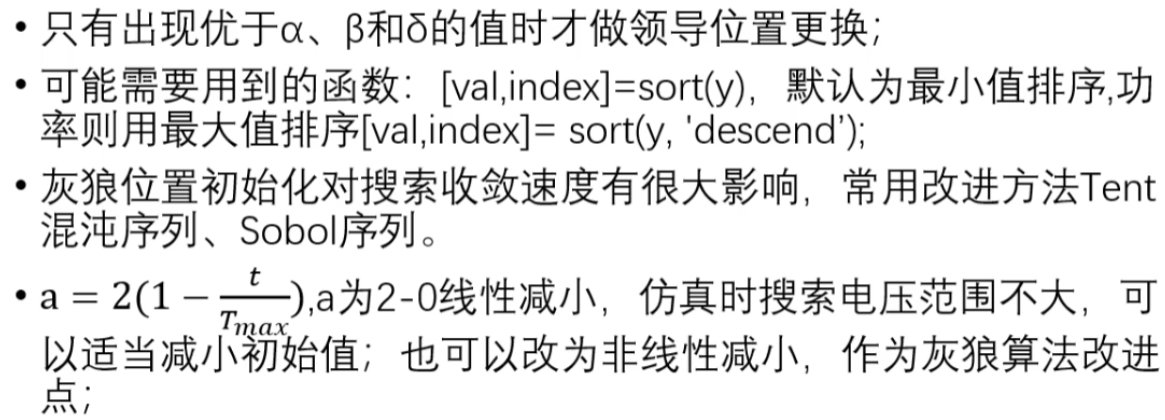 • 只有出现优于α、β和δ的值时才做领导位置更换；
• 可能需要用到的函数：[val,index]=sort(y)，默认为最小值排序,功
率则用最大值排序[val,index]= sort(y, 'descend’);
• 灰狼位置初始化对搜索收敛速度有很大影响，常用改进方法Tent
混沌序列、Sobol序列。
• a = 2(1 − t/T_max),a为2-0线性减小，仿真时搜索电压范围不大，可
以适当减小初始值；也可以改为非线性减小，作为灰狼算法改进
点；